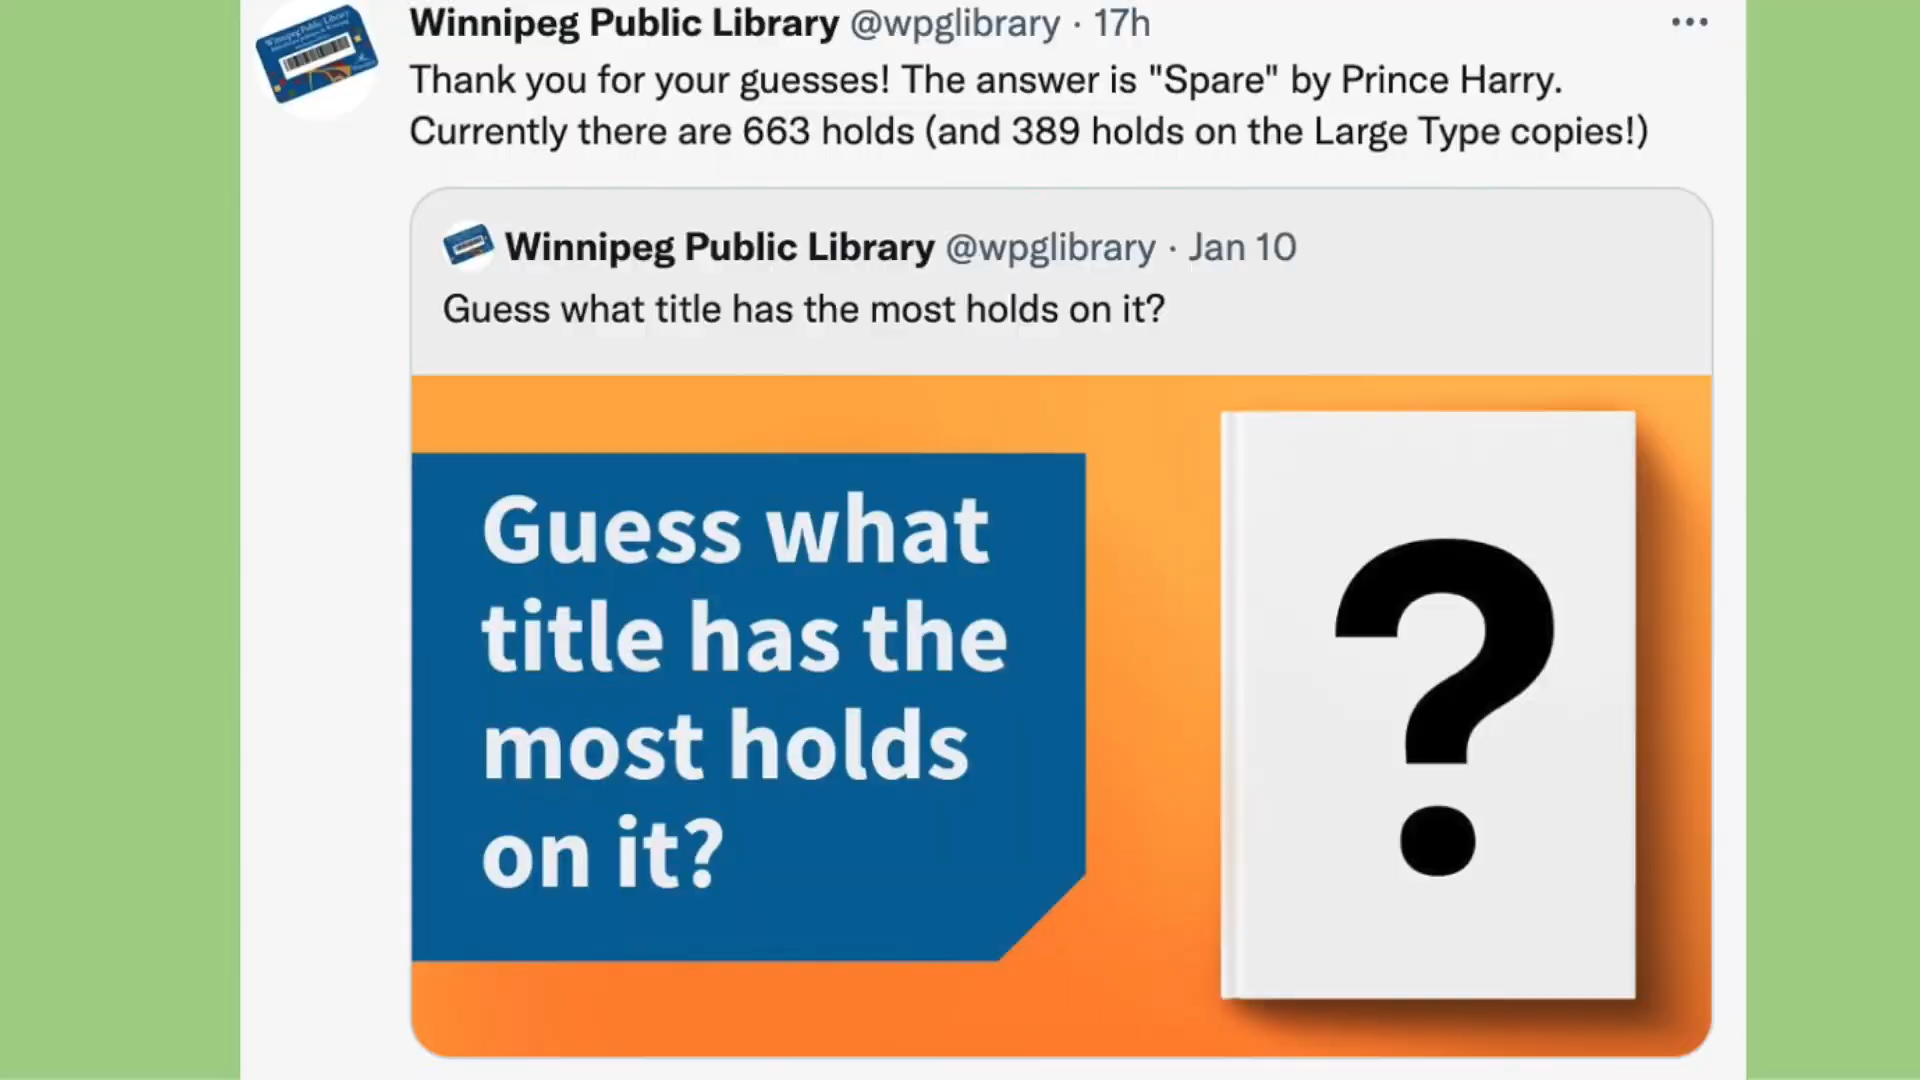 Winnipeg Public Library @wpglibrary · 17h
Thank you for your guesses! The answer is "Spare" by Prince Harry.
Currently there are 663 holds (and 389 holds on the Large Type copies!)
Winnipeg Public Library @wpglibrary · Jan 10
Guess what title has the most holds on it?
Guess what
title has the
most holds
on it?
?